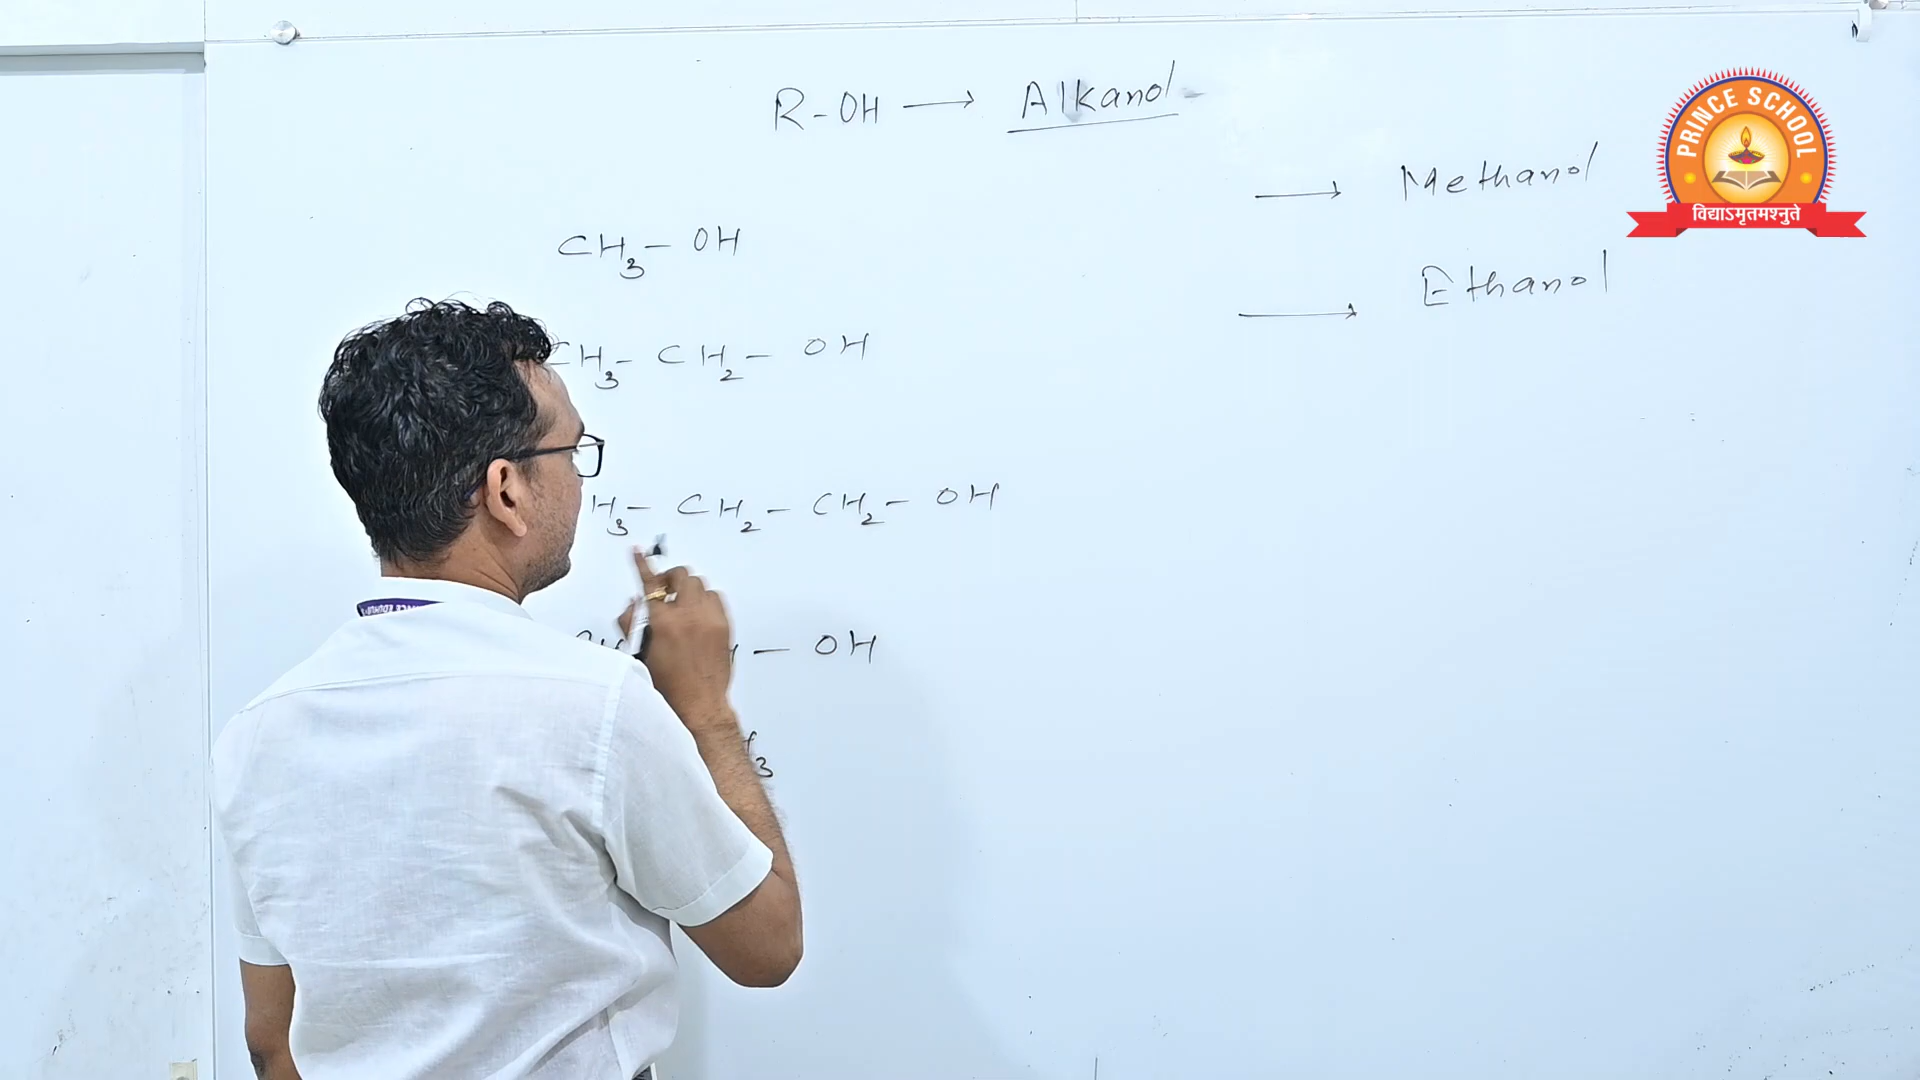 R-OH → Alkanol
PRINCE SCHOOL
विद्याऽमृतमश्नुते
→ Methanol
CH₃ - OH
→ Ethanol
CH₃ - CH₂ - OH
H₃ - CH₂ - CH₂ - OH
- OH
₃